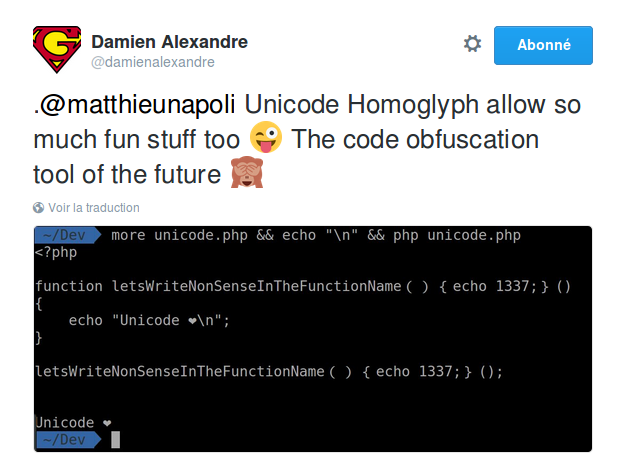 Damien Alexandre
@damienalexandre
Abonné
.@matthieunapoli Unicode Homoglyph allow so
much fun stuff too 😜 The code obfuscation
tool of the future 🙈
Voir la traduction
~/Dev more unicode.php && echo "\n" && php unicode.php
<?php
function letsWriteNonSenseInTheFunctionName（ ）｛ echo 1337;｝()
{
    echo "Unicode ❤\n";
}
letsWriteNonSenseInTheFunctionName（ ）｛ echo 1337;｝();
Unicode ❤
~/Dev